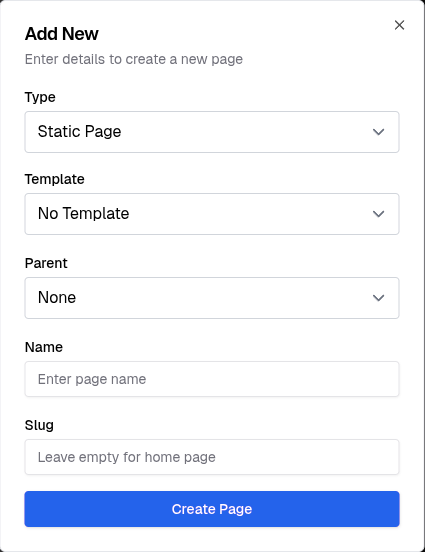 Add New
Enter details to create a new page
Type
Static Page
Template
No Template
Parent
None
Name
Enter page name
Slug
Leave empty for home page
Create Page